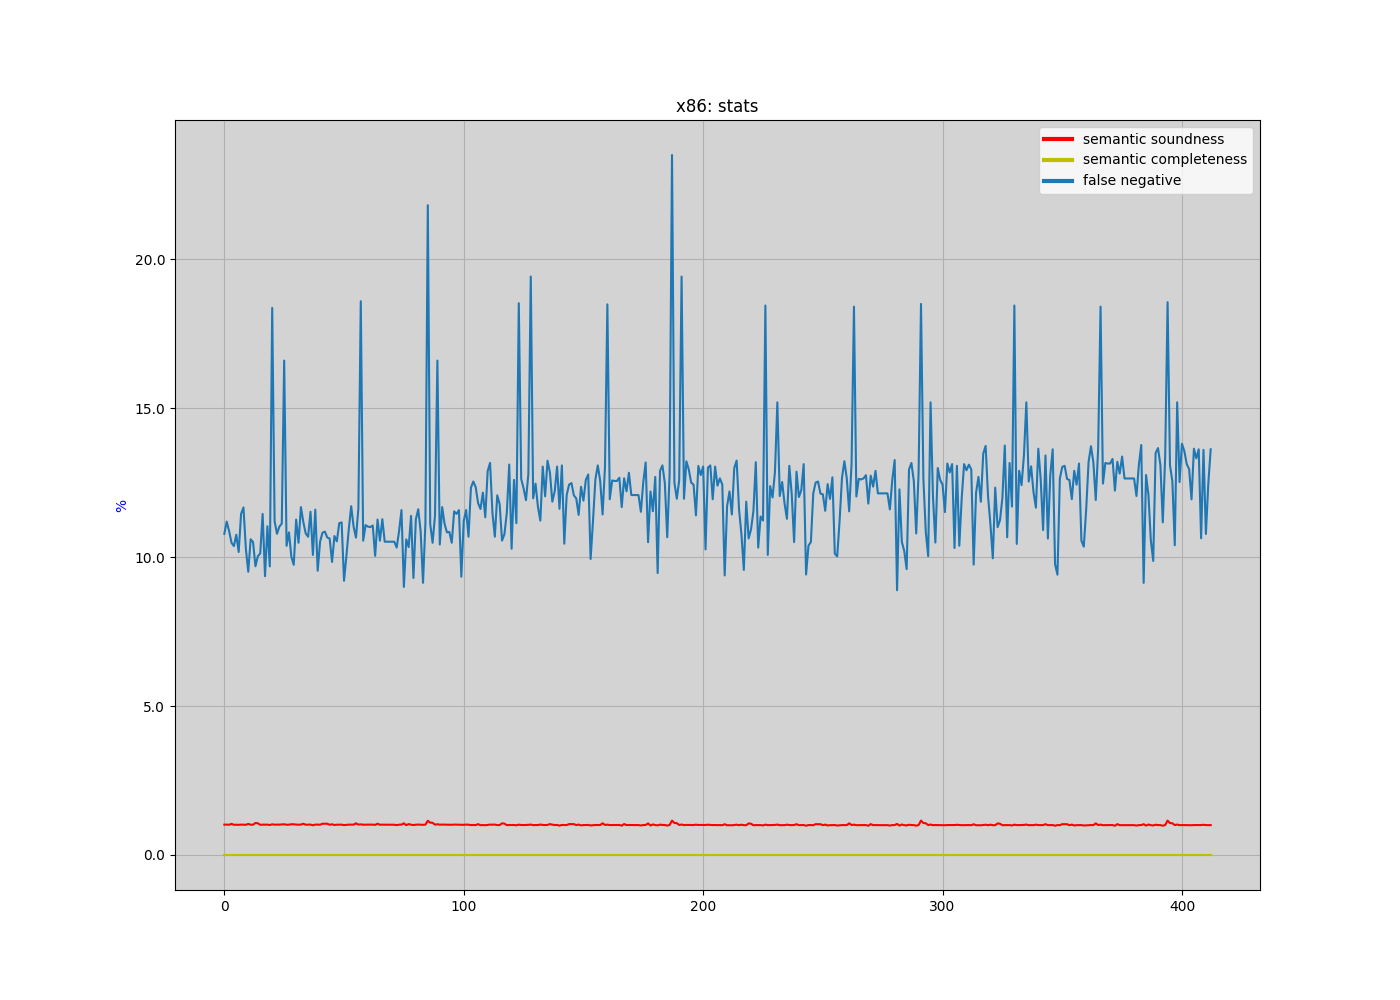 x86: stats
semantic soundness
semantic completeness
false negative
20.0
15.0
%
10.0
5.0
0.0
0 100 200 300 400